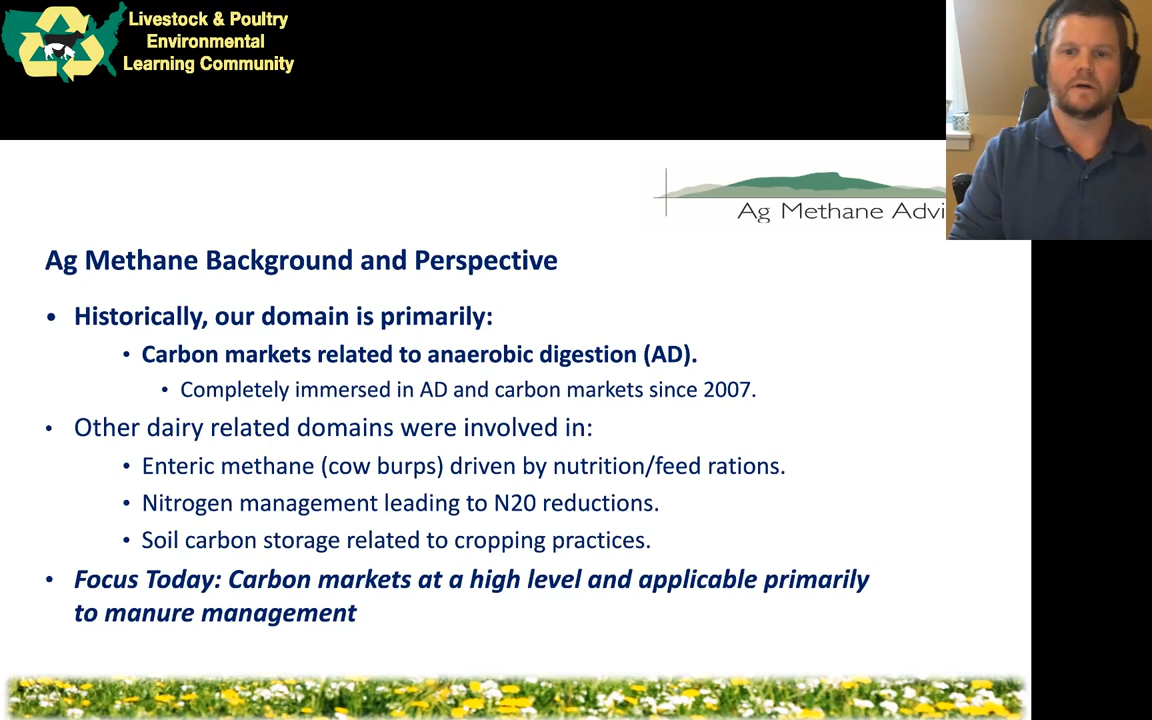 Livestock & Poultry
Environmental
Learning Community
Ag Methane Advi
Ag Methane Background and Perspective
• Historically, our domain is primarily:
• Carbon markets related to anaerobic digestion (AD).
• Completely immersed in AD and carbon markets since 2007.
• Other dairy related domains were involved in:
• Enteric methane (cow burps) driven by nutrition/feed rations.
• Nitrogen management leading to N20 reductions.
• Soil carbon storage related to cropping practices.
• Focus Today: Carbon markets at a high level and applicable primarily
to manure management